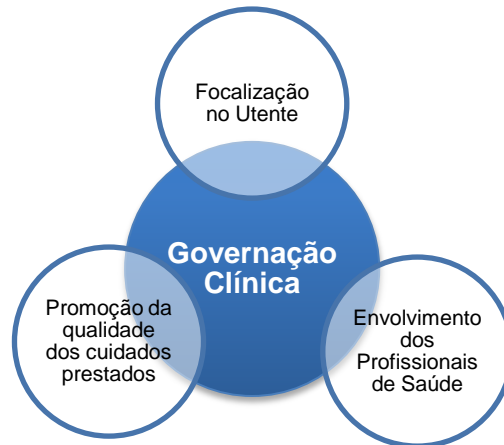 Focalização
no Utente
Governação
Clínica
Promoção da
qualidade
dos cuidados
prestados
Envolvimento
dos
Profissionais
de Saúde